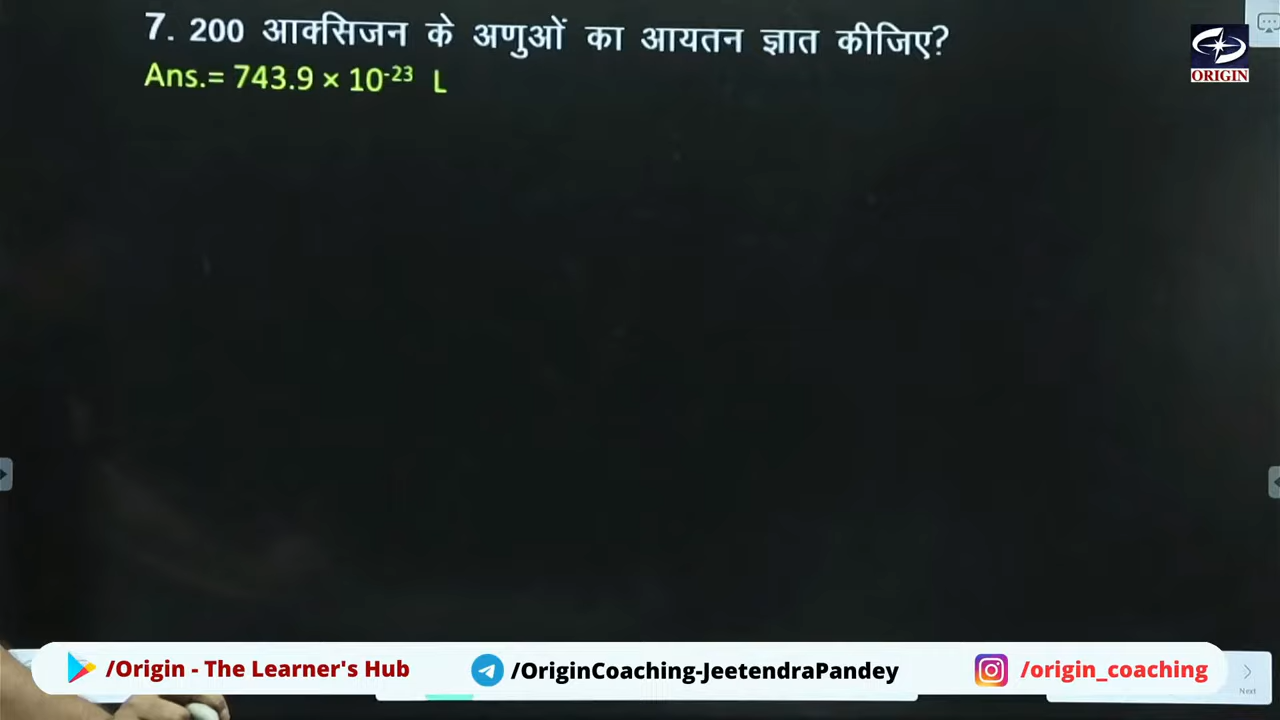 7. 200 आक्सिजन के अणुओं का आयतन ज्ञात कीजिए?
Ans.= 743.9 × 10⁻²³ L
ORIGIN
/Origin - The Learner's Hub
/OriginCoaching-JeetendraPandey
/origin_coaching
Next